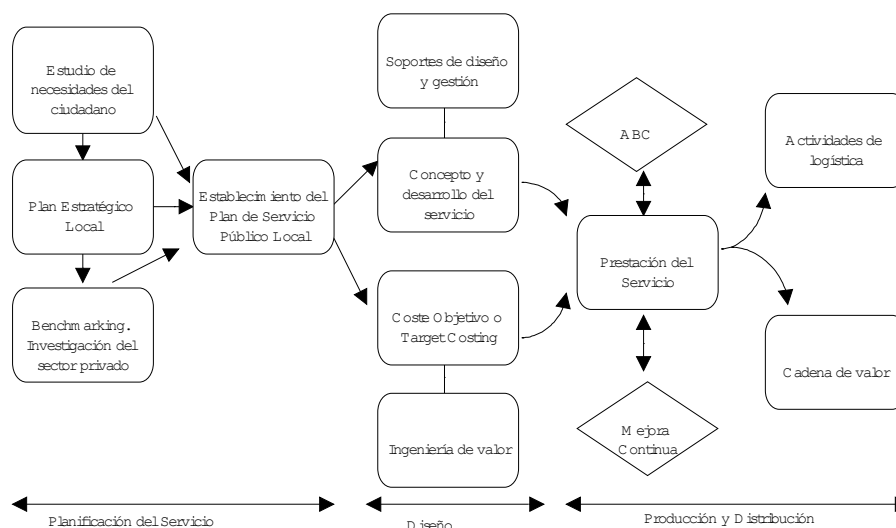 Estudio de
necesidades del
ciudadano
Plan Estratégico
Local
Benchmarking.
Investigación del
sector privado
Establecimiento del
Plan de Servicio
Público Local
Soportes de diseño
y gestión
Concepto y
desarrollo del
servicio
Coste Objetivo o
Target Costing
Ingeniería de valor
ABC
Prestación del
Servicio
Mejora
Continua
Actividades de
logística
Cadena de valor
Planificación del Servicio
Diseño
Producción y Distribución